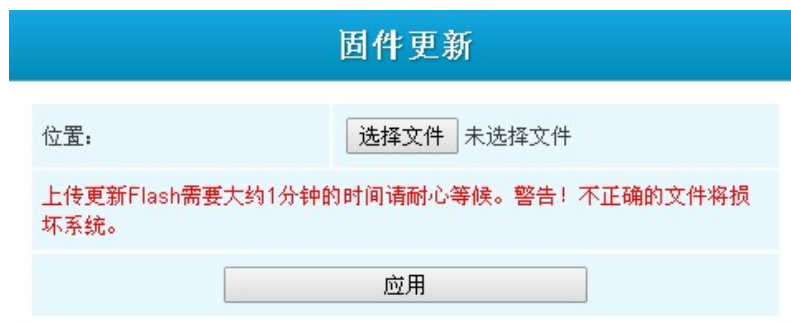 固件更新
位置：
选择文件 未选择文件
上传更新Flash需要大约1分钟的时间请耐心等候。警告！不正确的文件将损
坏系统。
应用